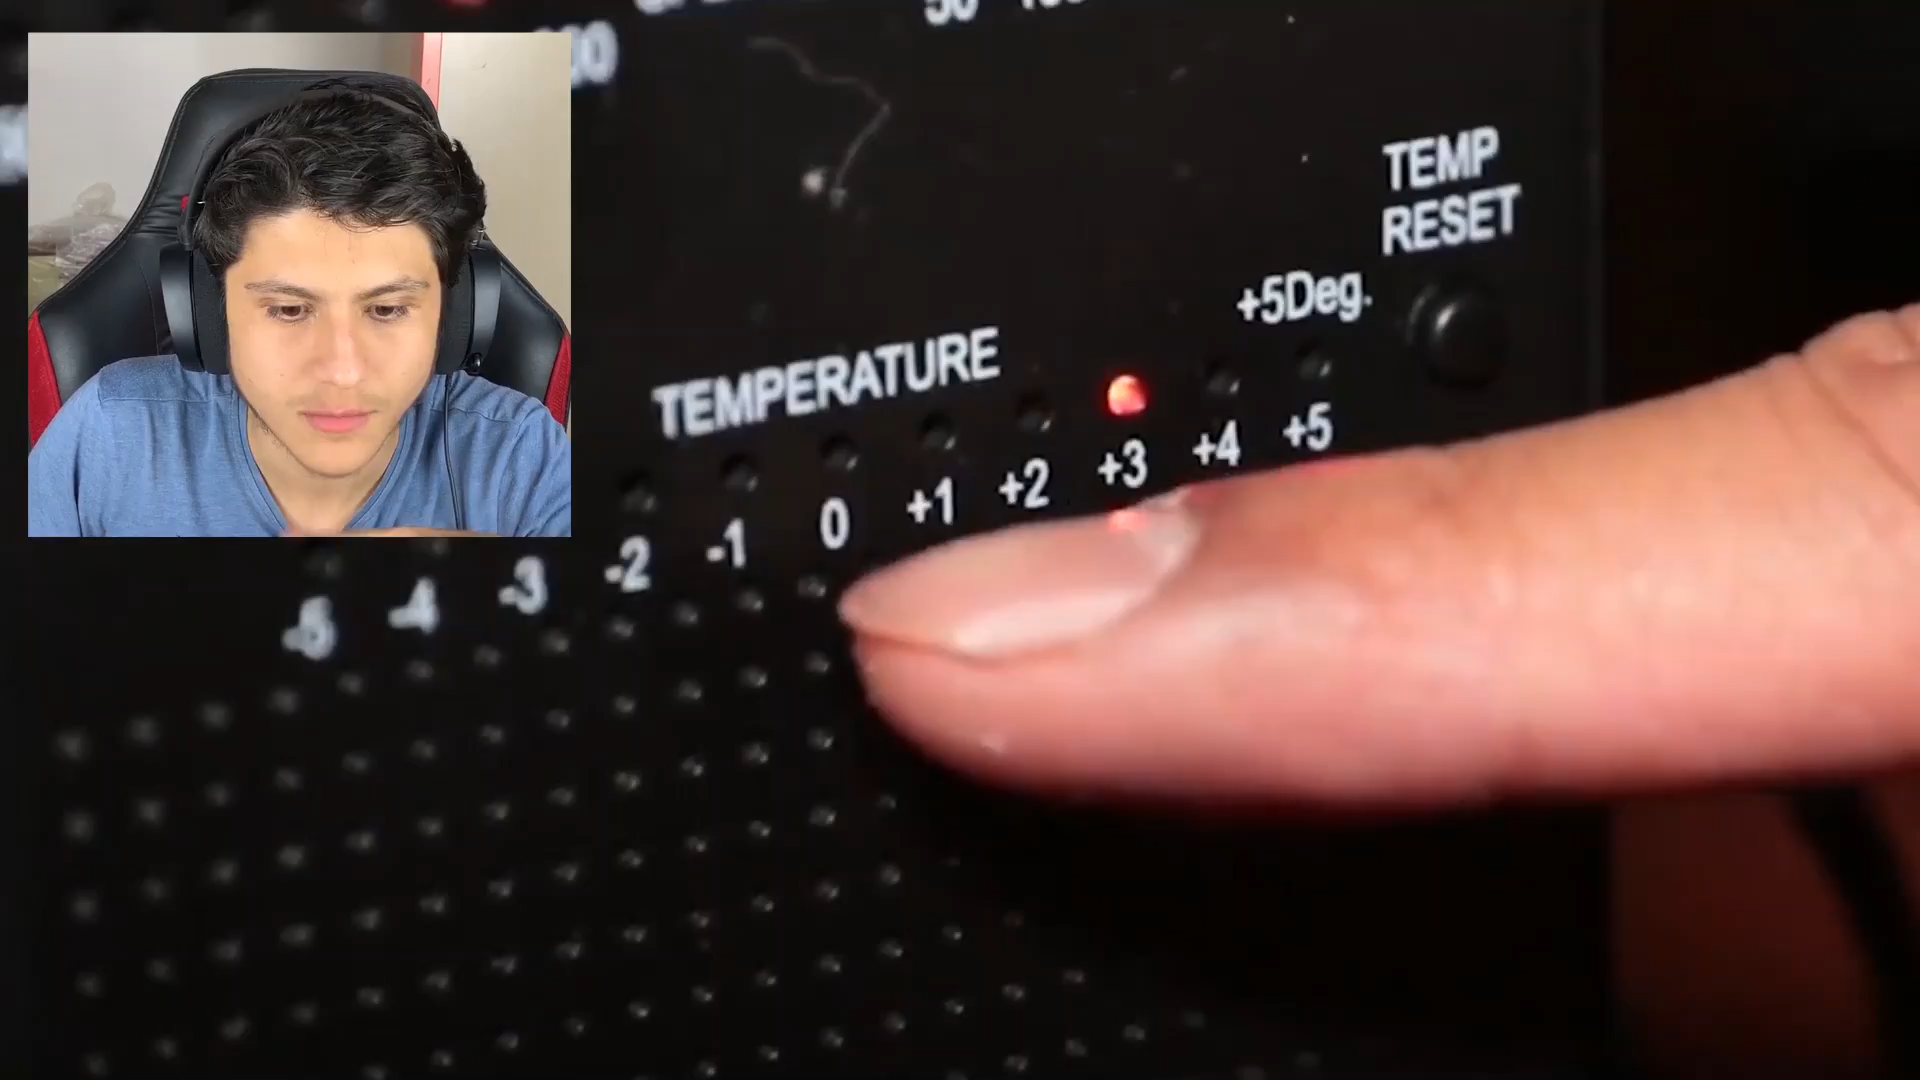 TEMP
RESET
+5Deg.
TEMPERATURE
-5 -4 -3 -2 -1 0 +1 +2 +3 +4 +5